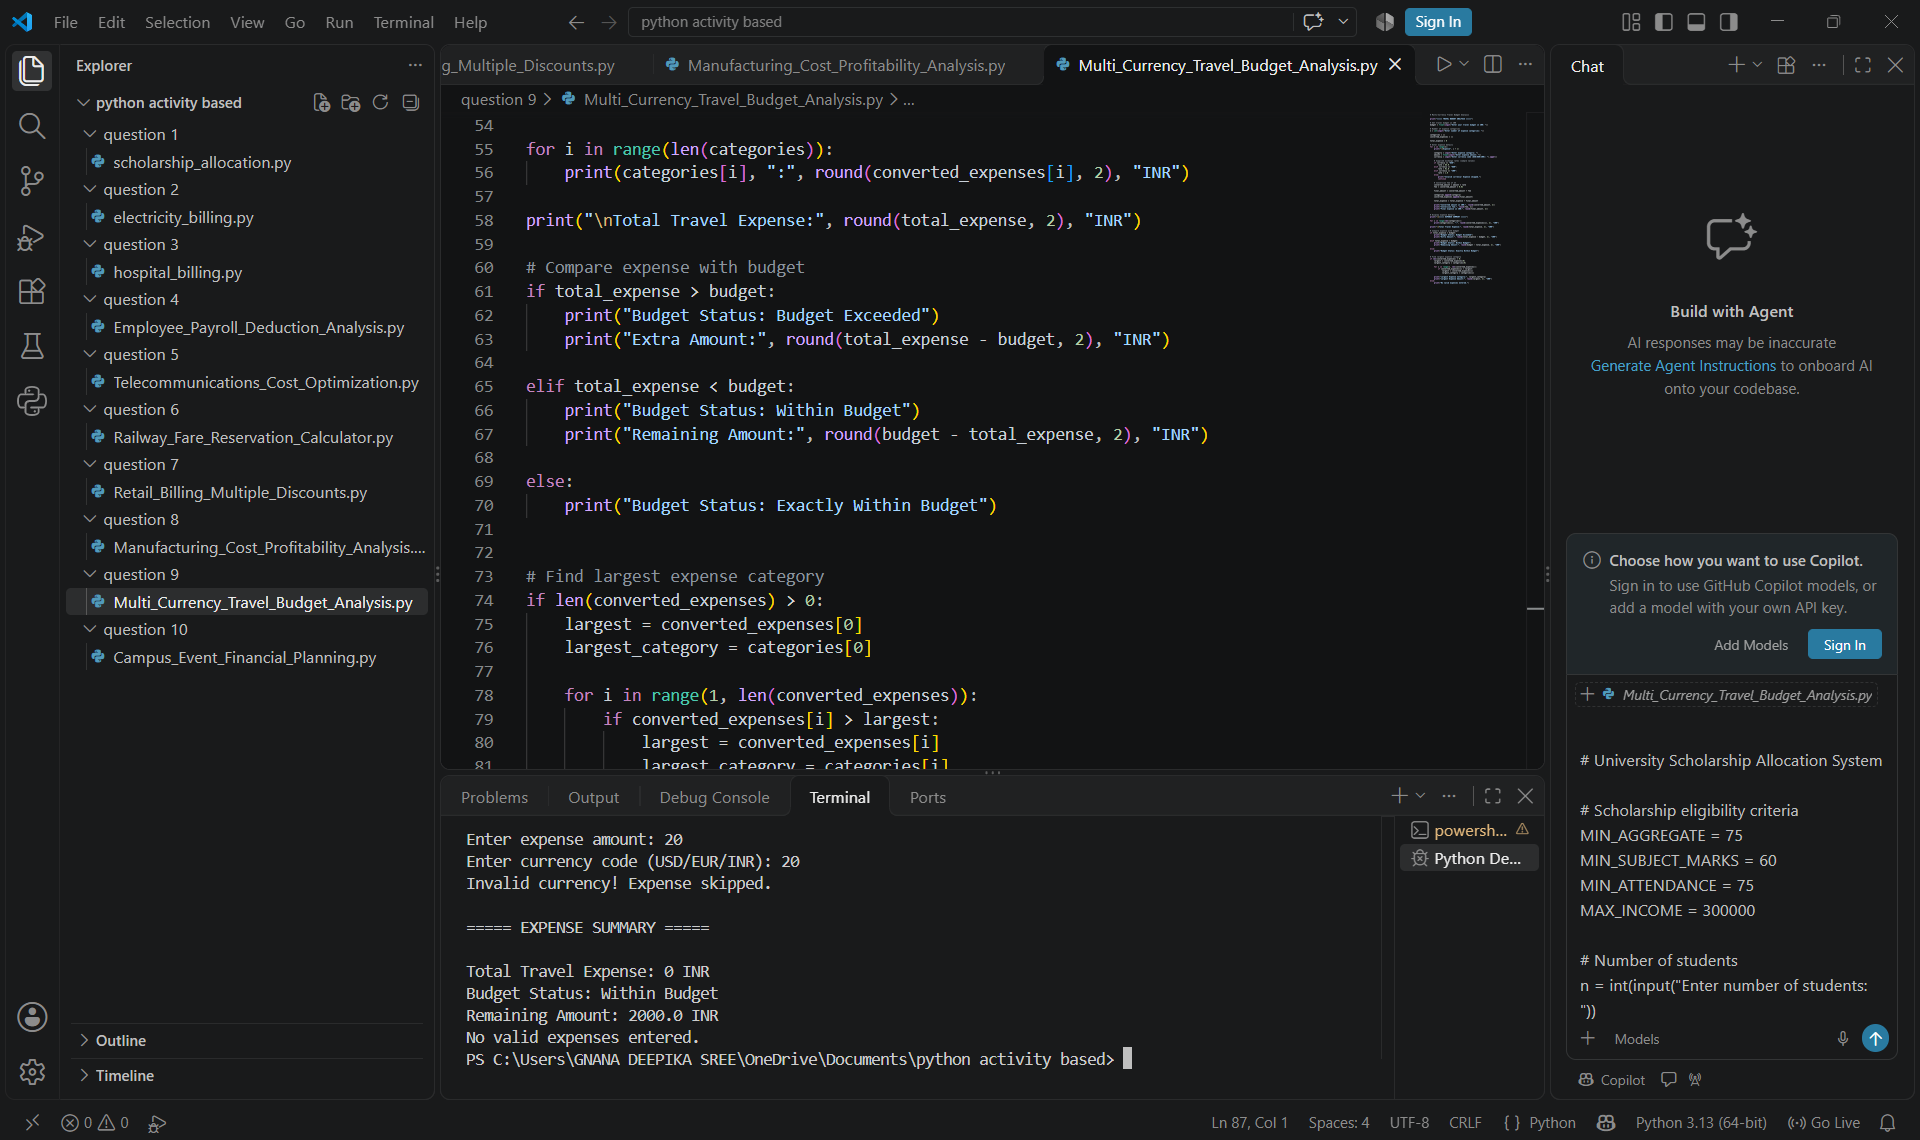 File Edit Selection View Go Run Terminal Help
python activity based
Sign In
Explorer
python activity based
question 1
scholarship_allocation.py
question 2
electricity_billing.py
question 3
hospital_billing.py
question 4
Employee_Payroll_Deduction_Analysis.py
question 5
Telecommunications_Cost_Optimization.py
question 6
Railway_Fare_Reservation_Calculator.py
question 7
Retail_Billing_Multiple_Discounts.py
question 8
Manufacturing_Cost_Profitability_Analysis....
question 9
Multi_Currency_Travel_Budget_Analysis.py
question 10
Campus_Event_Financial_Planning.py
Outline
Timeline
g_Multiple_Discounts.py
Manufacturing_Cost_Profitability_Analysis.py
Multi_Currency_Travel_Budget_Analysis.py
question 9 > Multi_Currency_Travel_Budget_Analysis.py > ...
54
55 for i in range(len(categories)):
56 print(categories[i], ":", round(converted_expenses[i], 2), "INR")
57
58 print("\nTotal Travel Expense:", round(total_expense, 2), "INR")
59
60 # Compare expense with budget
61 if total_expense > budget:
62 print("Budget Status: Budget Exceeded")
63 print("Extra Amount:", round(total_expense - budget, 2), "INR")
64
65 elif total_expense < budget:
66 print("Budget Status: Within Budget")
67 print("Remaining Amount:", round(budget - total_expense, 2), "INR")
68
69 else:
70 print("Budget Status: Exactly Within Budget")
71
72
73 # Find largest expense category
74 if len(converted_expenses) > 0:
75 largest = converted_expenses[0]
76 largest_category = categories[0]
77
78 for i in range(1, len(converted_expenses)):
79 if converted_expenses[i] > largest:
80 largest = converted_expenses[i]
81 largest_category = categories[i]
Problems Output Debug Console Terminal Ports
Enter expense amount: 20
Enter currency code (USD/EUR/INR): 20
Invalid currency! Expense skipped.
===== EXPENSE SUMMARY =====
Total Travel Expense: 0 INR
Budget Status: Within Budget
Remaining Amount: 2000.0 INR
No valid expenses entered.
PS C:\Users\GNANA DEEPIKA SREE\OneDrive\Documents\python activity based>
powersh...
Python De...
Chat
Build with Agent
AI responses may be inaccurate
Generate Agent Instructions to onboard AI
onto your codebase.
Choose how you want to use Copilot.
Sign in to use GitHub Copilot models, or
add a model with your own API key.
Add Models
Sign In
Multi_Currency_Travel_Budget_Analysis.py
# University Scholarship Allocation System
# Scholarship eligibility criteria
MIN_AGGREGATE = 75
MIN_SUBJECT_MARKS = 60
MIN_ATTENDANCE = 75
MAX_INCOME = 300000
# Number of students
n = int(input("Enter number of students:
"))
Models
Copilot
0 0
Ln 87, Col 1
Spaces: 4
UTF-8
CRLF
{ } Python
Python 3.13 (64-bit)
Go Live